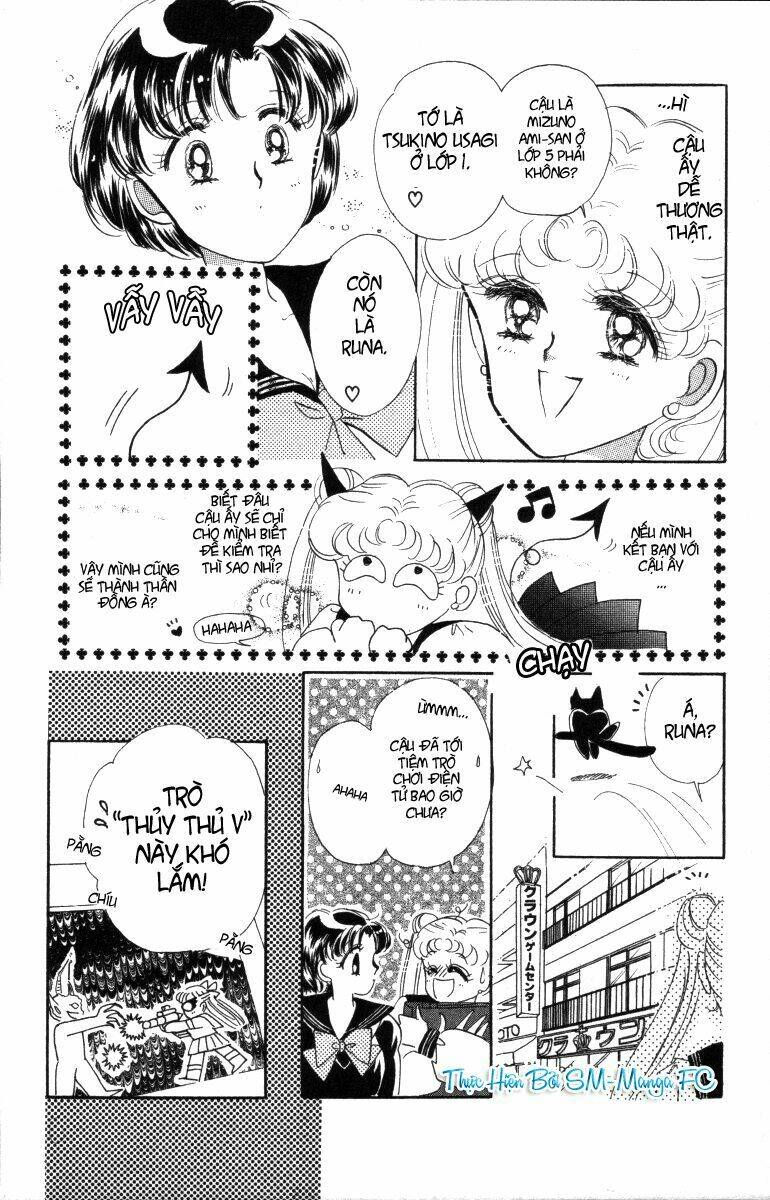 ...HÌ
CẬU
ẤY
DỄ
THƯƠNG
THẬT.
CẬU LÀ
MIZUNO
AMI-SAN Ở
LỚP 5 PHẢI
KHÔNG?
TỚ LÀ
TSUKINO USAGI
Ở LỚP 1.
CÒN
NÓ
LÀ
RUNA.
VẪY VẪY
NẾU MÌNH
KẾT BẠN VỚI
CẬU ẤY
...
BIẾT ĐÂU
CẬU ẤY SẼ CHỈ
CHO MÌNH BIẾT
ĐỀ KIỂM TRA
THÌ SAO NHỈ?
VẬY MÌNH CŨNG
SẼ THÀNH THẦN
ĐỒNG À?
HAHAHA
CHẠY
Á,
RUNA?
クラウンゲームセンター
クラウン
ỪMMM...
CẬU ĐÃ TỚI
TIỆM TRÒ
CHƠI ĐIỆN
TỬ BAO GIỜ
CHƯA?
AHAHA
TRÒ
"THỦY THỦ V"
NÀY KHÓ
LẮM!
PẰNG
CHÍU
PẰNG
Thực Hiện Bởi SM-Manga FC